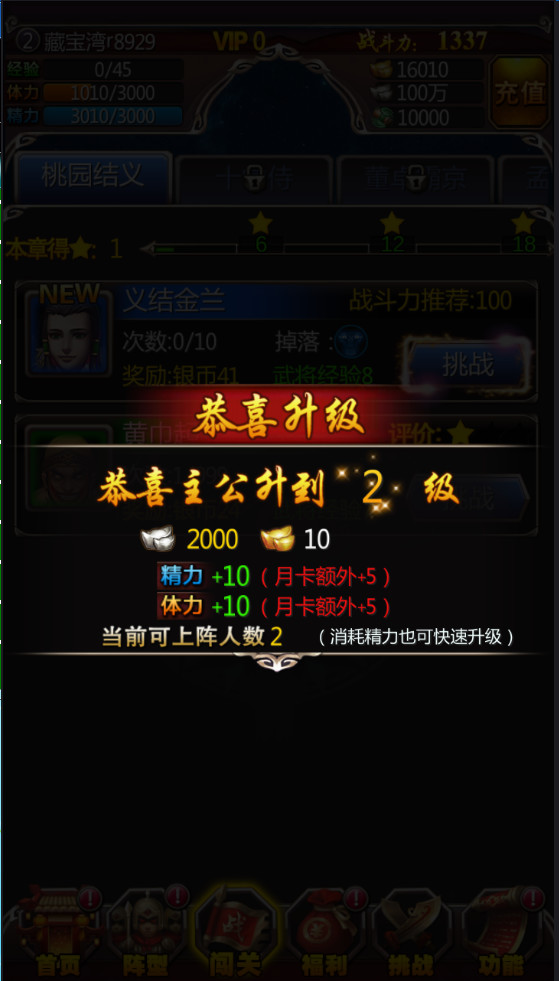 ② 藏宝湾r8929 VIP 0 战斗力：1337
经验 0/45 16010
体力 1010/3000 100万
精力 3010/3000 10000
充值
桃园结义
本章得★：1 6 12 18
NEW 义结金兰 战斗力推荐:100
次数:0/10 掉落：
挑战
奖励:银币41 武将经验8
恭喜升级
评价:
恭喜主公升到 2 级
2000 10
精力 +10（月卡额外+5）
体力 +10（月卡额外+5）
当前可上阵人数 2 （消耗精力也可快速升级）
首页 阵型 闯关 福利 挑战 功能